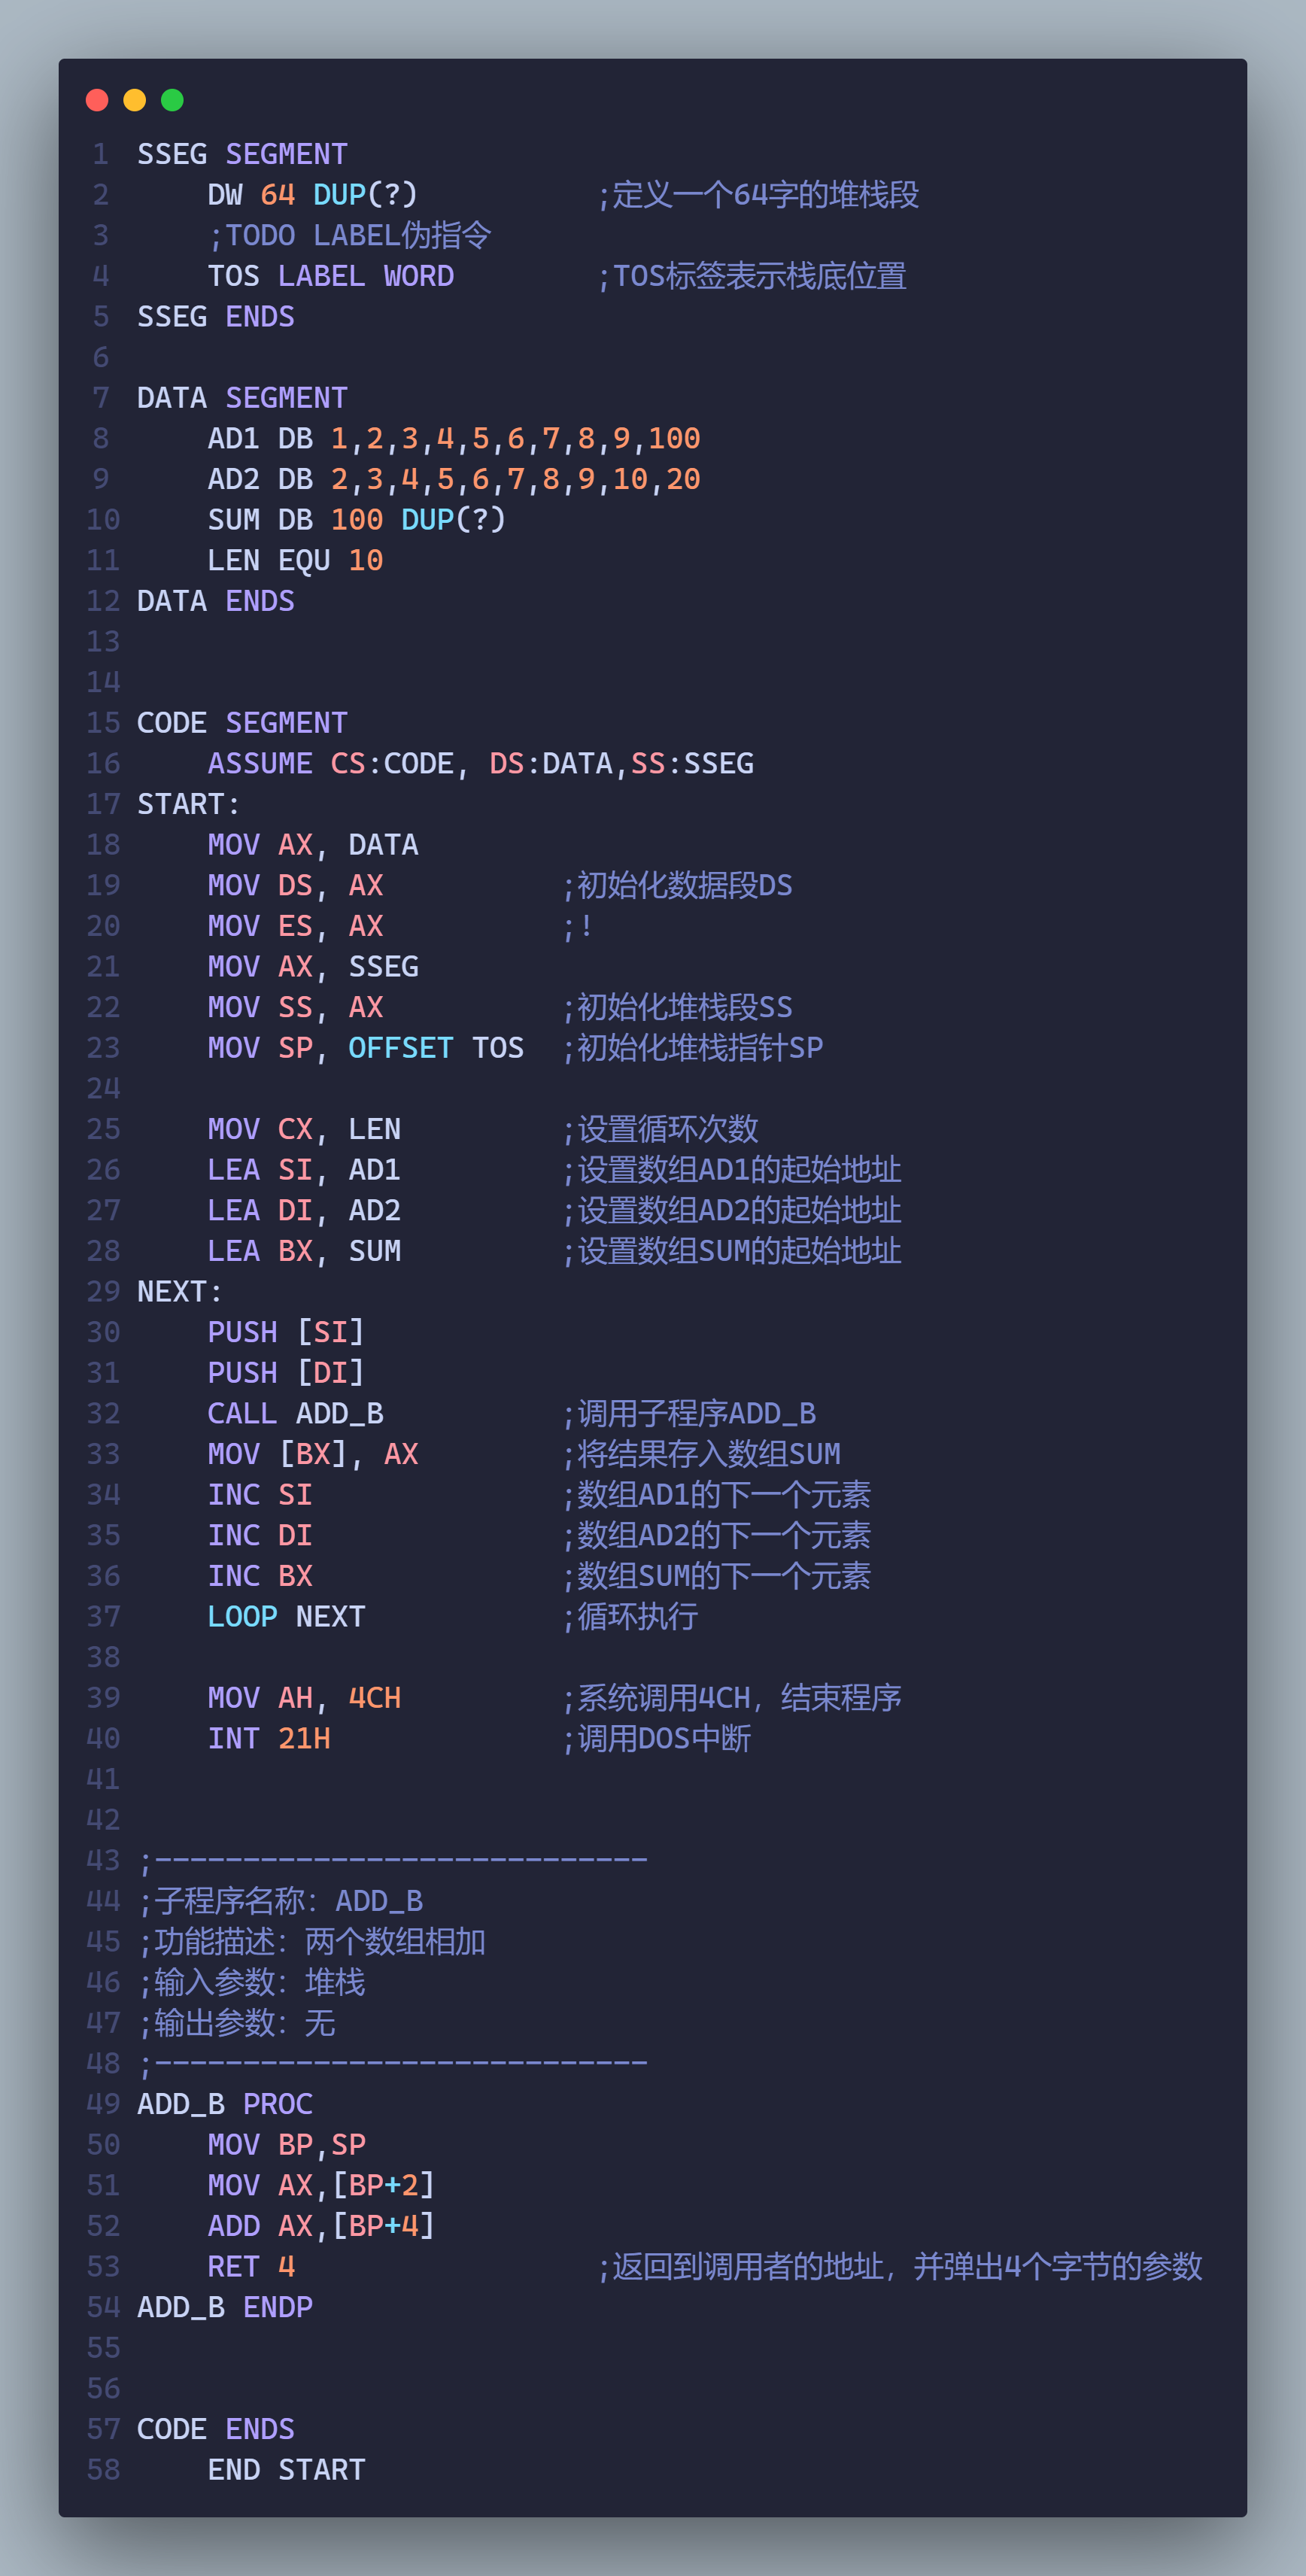 1 SSEG SEGMENT
2     DW 64 DUP(?)          ;定义一个64字的堆栈段
3     ;TODO LABEL伪指令
4     TOS LABEL WORD        ;TOS标签表示栈底位置
5 SSEG ENDS
6
7 DATA SEGMENT
8     AD1 DB 1,2,3,4,5,6,7,8,9,100
9     AD2 DB 2,3,4,5,6,7,8,9,10,20
10     SUM DB 100 DUP(?)
11     LEN EQU 10
12 DATA ENDS
13
14
15 CODE SEGMENT
16     ASSUME CS:CODE, DS:DATA,SS:SSEG
17 START:
18     MOV AX, DATA
19     MOV DS, AX          ;初始化数据段DS
20     MOV ES, AX          ;!
21     MOV AX, SSEG
22     MOV SS, AX          ;初始化堆栈段SS
23     MOV SP, OFFSET TOS  ;初始化堆栈指针SP
24
25     MOV CX, LEN         ;设置循环次数
26     LEA SI, AD1         ;设置数组AD1的起始地址
27     LEA DI, AD2         ;设置数组AD2的起始地址
28     LEA BX, SUM         ;设置数组SUM的起始地址
29 NEXT:
30     PUSH [SI]
31     PUSH [DI]
32     CALL ADD_B          ;调用子程序ADD_B
33     MOV [BX], AX        ;将结果存入数组SUM
34     INC SI              ;数组AD1的下一个元素
35     INC DI              ;数组AD2的下一个元素
36     INC BX              ;数组SUM的下一个元素
37     LOOP NEXT           ;循环执行
38
39     MOV AH, 4CH         ;系统调用4CH，结束程序
40     INT 21H             ;调用DOS中断
41
42
43 ;----------------------------
44 ;子程序名称：ADD_B
45 ;功能描述：两个数组相加
46 ;输入参数：堆栈
47 ;输出参数：无
48 ;----------------------------
49 ADD_B PROC
50     MOV BP,SP
51     MOV AX,[BP+2]
52     ADD AX,[BP+4]
53     RET 4                 ;返回到调用者的地址，并弹出4个字节的参数
54 ADD_B ENDP
55
56
57 CODE ENDS
58     END START